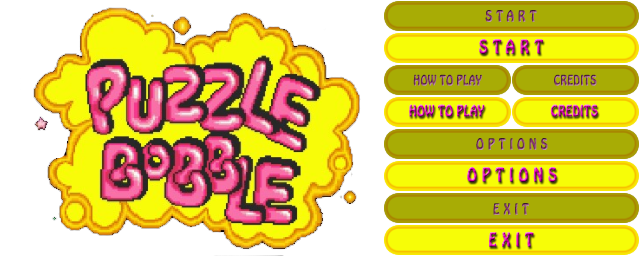 PUZZLE
BOBBLE
START
START
HOW TO PLAY CREDITS
HOW TO PLAY CREDITS
OPTIONS
OPTIONS
EXIT
EXIT